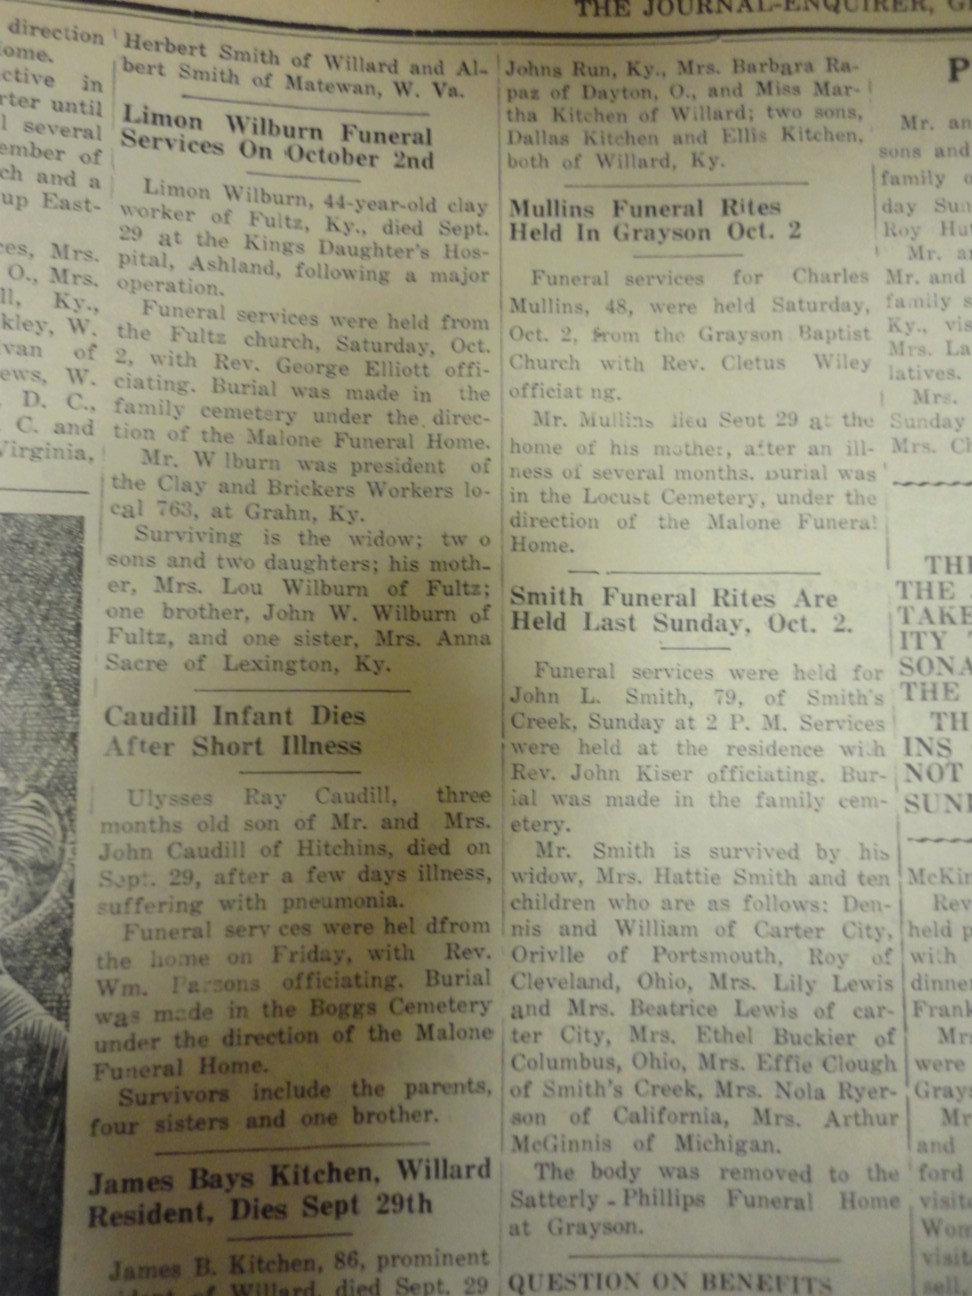 THE JOURNAL-ENQUIRER,
direction
ome.
ctive in
rter until
l several
ember of
ch and a
up East-
ces, Mrs.
O., Mrs.
ll, Ky.,
kley, W.
van of
ews, W.
D. C.,
C. and
Virginia,
Herbert Smith of Willard and Al-
bert Smith of Matewan, W. Va.
Limon Wilburn Funeral
Services On October 2nd
Limon Wilburn, 44-year-old clay
worker of Fultz, Ky., died Sept.
29 at the Kings Daughter's Hos-
pital, Ashland, following a major
operation.
Funeral services were held from
the Fultz church, Saturday, Oct.
2, with Rev. George Elliott offi-
ciating. Burial was made in the
family cemetery under the direc-
tion of the Malone Funeral Home.
Mr. W lburn was president of
the Clay and Brickers Workers lo-
cal 763, at Grahn, Ky.
Surviving is the widow; tw o
sons and two daughters; his moth-
er, Mrs. Lou Wilburn of Fultz;
one brother, John W. Wilburn of
Fultz, and one sister, Mrs. Anna
Sacre of Lexington, Ky.
Caudill Infant Dies
After Short Illness
Ulysses Ray Caudill, three
months old son of Mr. and Mrs.
John Caudill of Hitchins, died on
Sept. 29, after a few days illness,
suffering with pneumonia.
Funeral serv ces were hel dfrom
the home on Friday, with Rev.
Wm. Parsons officiating. Burial
was made in the Boggs Cemetery
under the direction of the Malone
Funeral Home.
Survivors include the parents,
four sisters and one brother.
James Bays Kitchen, Willard
Resident, Dies Sept 29th
James B. Kitchen, 86, prominent
of Willard, died Sept. 29
Johns Run, Ky., Mrs. Barbara Ra-
paz of Dayton, O., and Miss Mar-
tha Kitchen of Willard; two sons,
Dallas Kitchen and Ellis Kitchen,
both of Willard, Ky.
Mullins Funeral Rites
Held In Grayson Oct. 2
Funeral services for Charles
Mullins, 48, were held Saturday,
Oct. 2, from the Grayson Baptist
Church with Rev. Cletus Wiley
officiat ng.
Mr. Mullins died Sept 29 at the
home of his mother, after an ill-
ness of several months. Burial was
in the Locust Cemetery, under the
direction of the Malone Funeral
Home.
Smith Funeral Rites Are
Held Last Sunday, Oct. 2.
Funeral services were held for
John L. Smith, 79, of Smith's
Creek, Sunday at 2 P. M. Services
were held at the residence with
Rev. John Kiser officiating. Bur-
ial was made in the family cem-
etery.
Mr. Smith is survived by his
widow, Mrs. Hattie Smith and ten
children who are as follows: Den-
nis and William of Carter City,
Orivlle of Portsmouth, Roy of
Cleveland, Ohio, Mrs. Lily Lewis
and Mrs. Beatrice Lewis of car-
ter City, Mrs. Ethel Buckier of
Columbus, Ohio, Mrs. Effie Clough
of Smith's Creek, Mrs. Nola Ryer-
son of California, Mrs. Arthur
McGinnis of Michigan.
The body was removed to the
Satterly - Phillips Funeral Home
at Grayson.
QUESTION ON BENEFITS
P
Mr. an
sons and
family o
day Sun
Roy Hu
Mr. an
Mr. and
family s
Ky., vis
Mrs. La
latives.
Mrs.
Sunday
Mrs. Ch
THE
THE
TAKE
ITY
SONA
THE
TH
INS
NOT
SUNI
McKin
Rev
held p
with
dinner
Frank
Mrs
were
Grays
Mr
and
ford
visit
Wom
visit
sell,